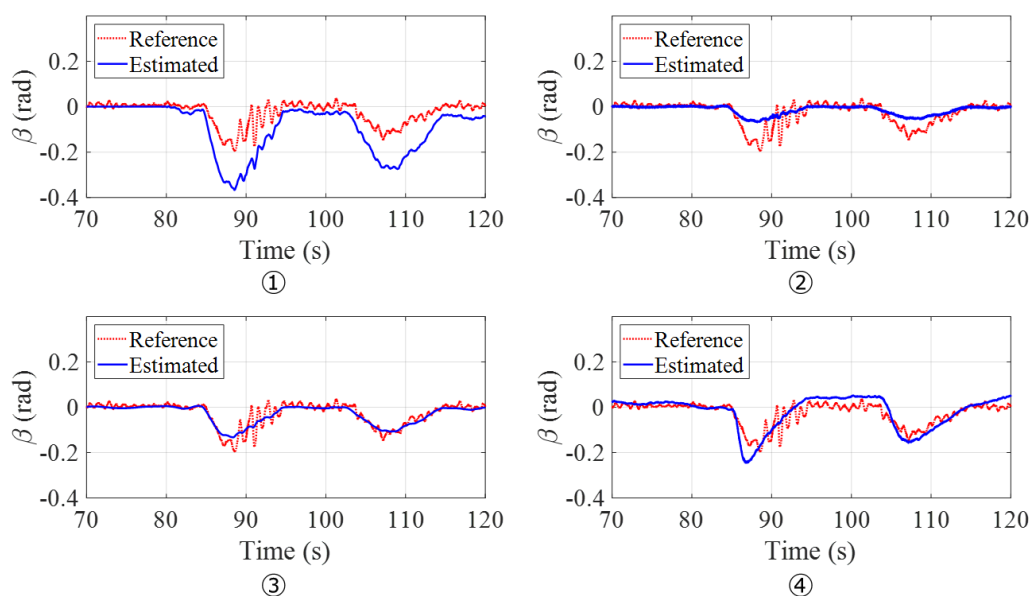 Reference
Estimated
β (rad)
0.2
0
-0.2
-0.4
70 80 90 100 110 120
Time (s)
①
Reference
Estimated
β (rad)
0.2
0
-0.2
-0.4
70 80 90 100 110 120
Time (s)
②
Reference
Estimated
β (rad)
0.2
0
-0.2
-0.4
70 80 90 100 110 120
Time (s)
③
Reference
Estimated
β (rad)
0.2
0
-0.2
-0.4
70 80 90 100 110 120
Time (s)
④